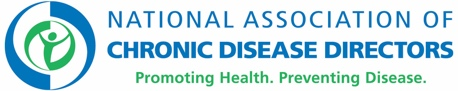 NATIONAL ASSOCIATION OF
CHRONIC DISEASE DIRECTORS
Promoting Health. Preventing Disease.